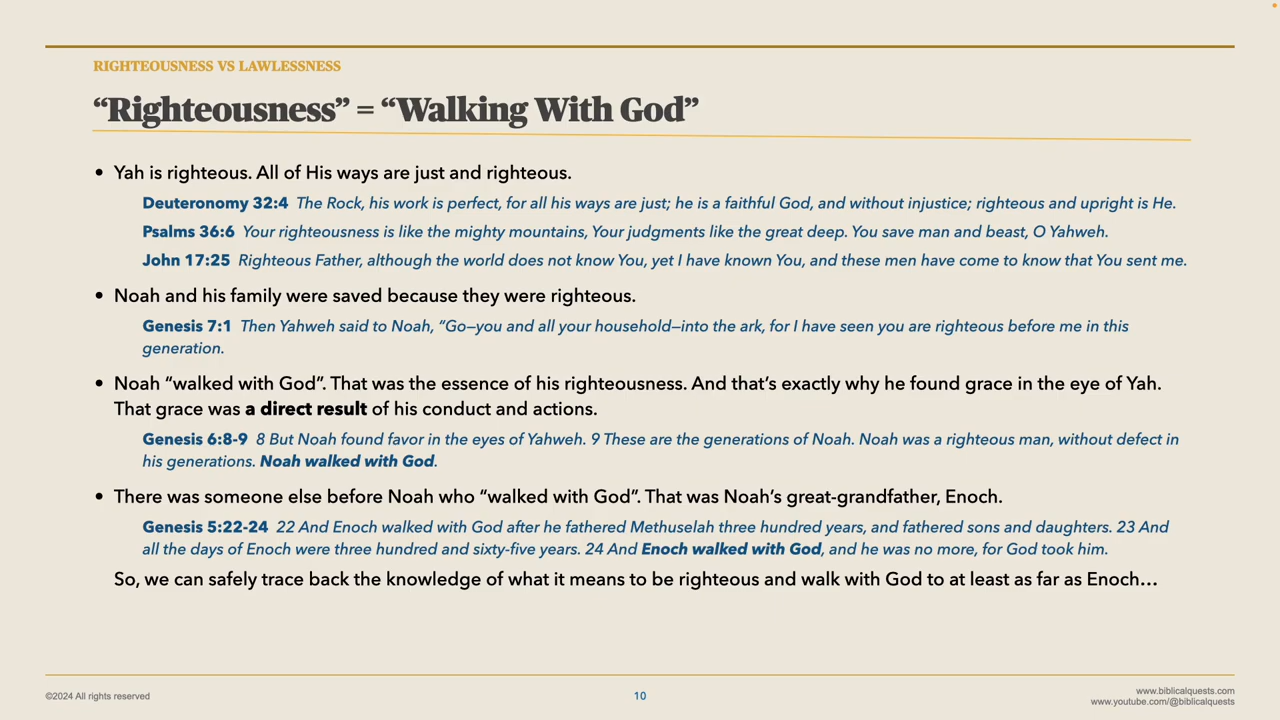 RIGHTEOUSNESS VS LAWLESSNESS
“Righteousness” = “Walking With God”
• Yah is righteous. All of His ways are just and righteous.
Deuteronomy 32:4 The Rock, his work is perfect, for all his ways are just; he is a faithful God, and without injustice; righteous and upright is He.
Psalms 36:6 Your righteousness is like the mighty mountains, Your judgments like the great deep. You save man and beast, O Yahweh.
John 17:25 Righteous Father, although the world does not know You, yet I have known You, and these men have come to know that You sent me.
• Noah and his family were saved because they were righteous.
Genesis 7:1 Then Yahweh said to Noah, “Go—you and all your household—into the ark, for I have seen you are righteous before me in this
generation.
• Noah “walked with God”. That was the essence of his righteousness. And that’s exactly why he found grace in the eye of Yah.
That grace was a direct result of his conduct and actions.
Genesis 6:8-9 8 But Noah found favor in the eyes of Yahweh. 9 These are the generations of Noah. Noah was a righteous man, without defect in
his generations. Noah walked with God.
• There was someone else before Noah who “walked with God”. That was Noah’s great-grandfather, Enoch.
Genesis 5:22-24 22 And Enoch walked with God after he fathered Methuselah three hundred years, and fathered sons and daughters. 23 And
all the days of Enoch were three hundred and sixty-five years. 24 And Enoch walked with God, and he was no more, for God took him.
So, we can safely trace back the knowledge of what it means to be righteous and walk with God to at least as far as Enoch…
©2024 All rights reserved
10
www.biblicalquests.com
www.youtube.com/@biblicalquests